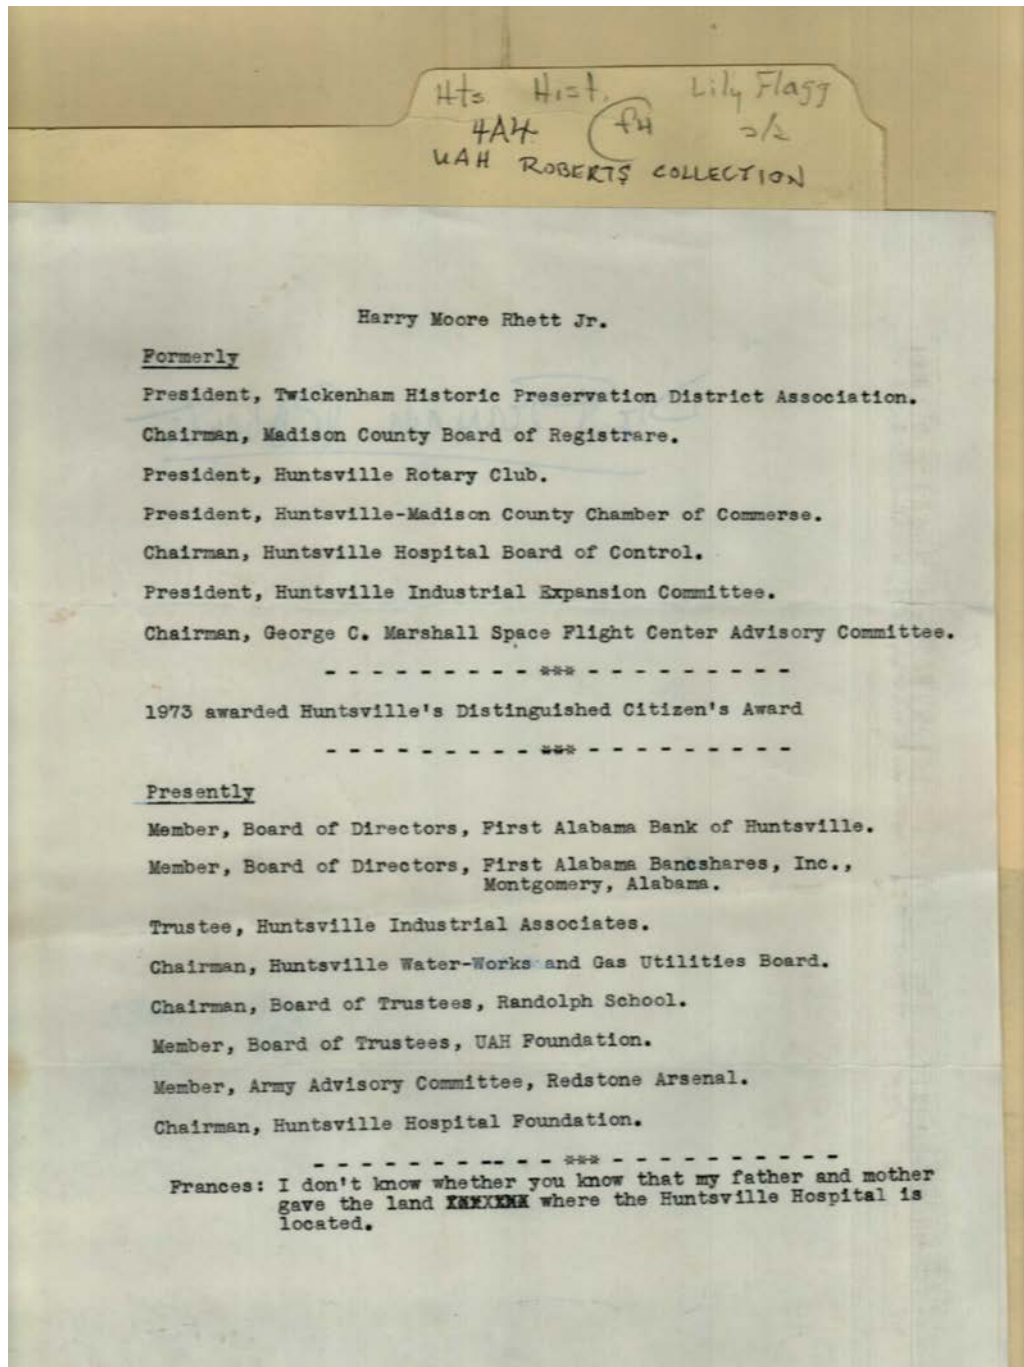 Hts Hist. Lily Flagg
4A4 2/2
UAH ROBERTS COLLECTION
Harry Moore Rhett Jr.
Formerly
President, Twickenham Historic Preservation District Association.
Chairman, Madison County Board of Registrare.
President, Huntsville Rotary Club.
President, Huntsville-Madison County Chamber of Commerse.
Chairman, Huntsville Hospital Board of Control.
President, Huntsville Industrial Expansion Committee.
Chairman, George C. Marshall Space Flight Center Advisory Committee.
- - - - - - - - - *** - - - - - - - - -
1973 awarded Huntsville's Distinguished Citizen's Award
- - - - - - - - - *** - - - - - - - - -
Presently
Member, Board of Directors, First Alabama Bank of Huntsville.
Member, Board of Directors, First Alabama Bancshares, Inc.,
Montgomery, Alabama.
Trustee, Huntsville Industrial Associates.
Chairman, Huntsville Water-Works and Gas Utilities Board.
Chairman, Board of Trustees, Randolph School.
Member, Board of Trustees, UAH Foundation.
Member, Army Advisory Committee, Redstone Arsenal.
Chairman, Huntsville Hospital Foundation.
- - - - - - - -- - - - *** - - - - - - - - - -
Frances: I don't know whether you know that my father and mother
gave the land where the Huntsville Hospital is
located.